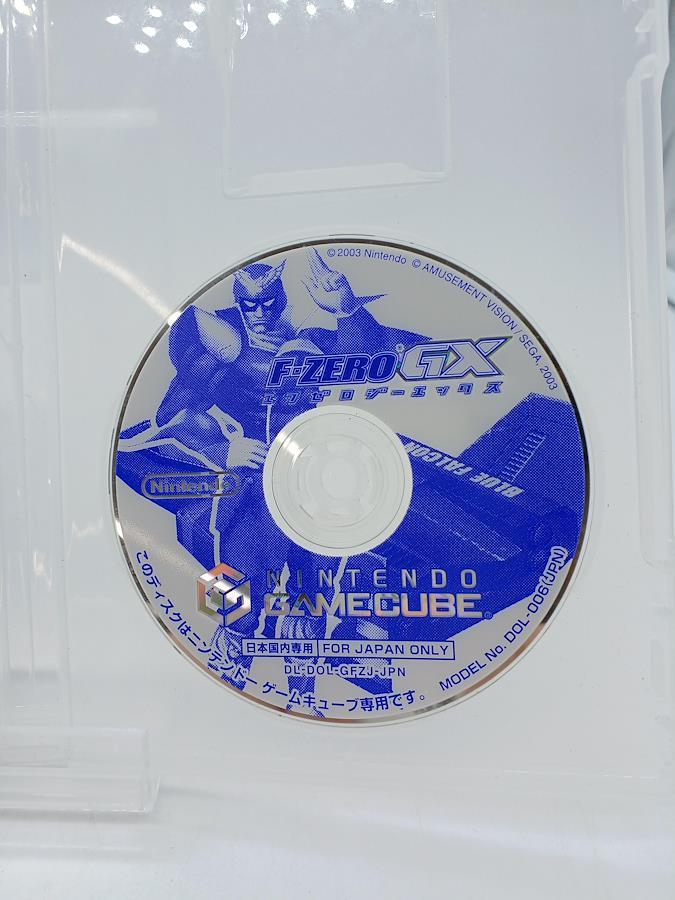 © 2003 Nintendo © AMUSEMENT VISION / SEGA, 2003
F-ZERO GX
エフゼロ ジーエックス
BLUE FALCON
Nintendo
NINTENDO
GAMECUBE®
日本国内専用 FOR JAPAN ONLY
DL-DOL-GFZJ-JPN
MODEL No. DOL-006(JPN)
このディスクはニンテンドー ゲームキューブ専用です。